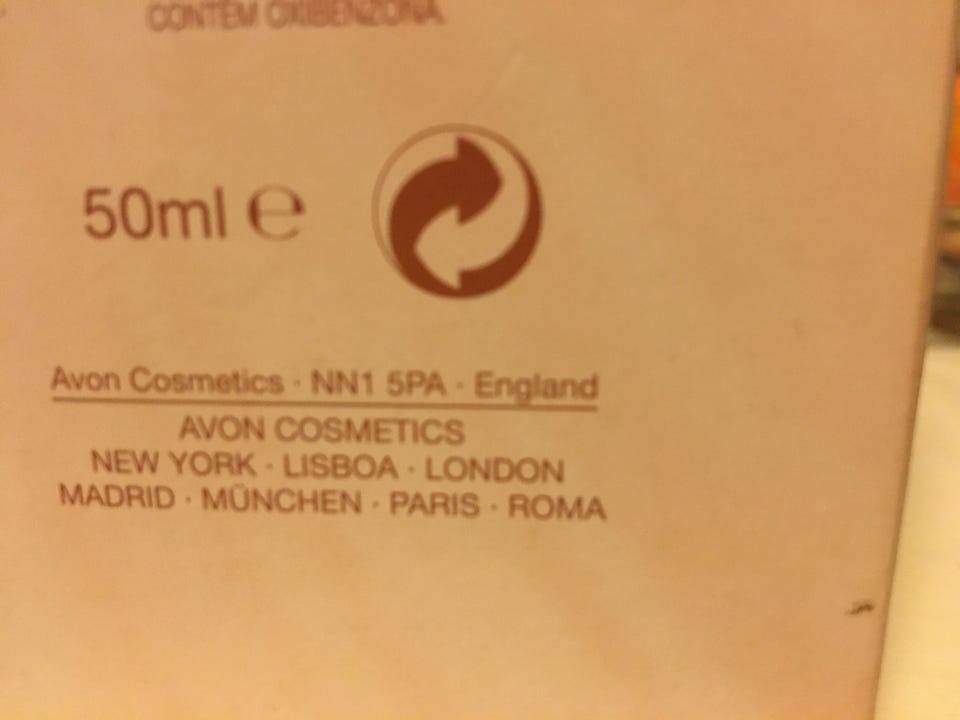 CONTÉM OXIBENZONA.
50ml ℮
Avon Cosmetics · NN1 5PA · England
AVON COSMETICS
NEW YORK · LISBOA · LONDON
MADRID · MÜNCHEN · PARIS · ROMA